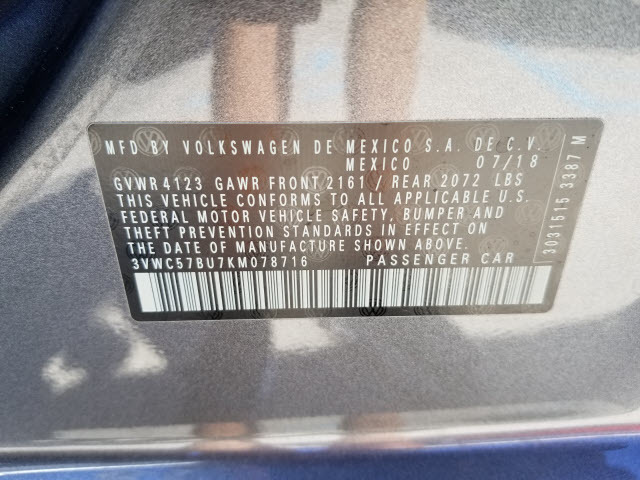 MFD BY VOLKSWAGEN DE MEXICO S.A. DE C.V.
MEXICO 07/18
GVWR 4123 GAWR FRONT 2161 / REAR 2072 LBS
THIS VEHICLE CONFORMS TO ALL APPLICABLE U.S.
FEDERAL MOTOR VEHICLE SAFETY, BUMPER AND
THEFT PREVENTION STANDARDS IN EFFECT ON
THE DATE OF MANUFACTURE SHOWN ABOVE.
3VWC57BU7KM078716 PASSENGER CAR
3031515 3387 M